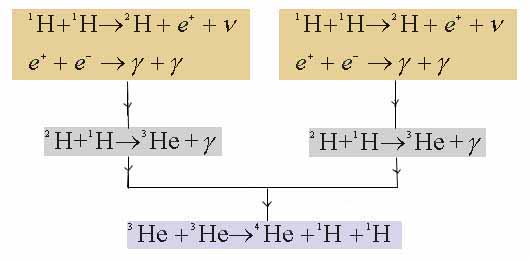 ¹H+¹H→²H + e⁺ + ν
e⁺ + e⁻ → γ + γ
¹H+¹H→²H + e⁺ + ν
e⁺ + e⁻ → γ + γ
²H+¹H→³He + γ
²H+¹H→³He + γ
³He + ³He→⁴He + ¹H + ¹H